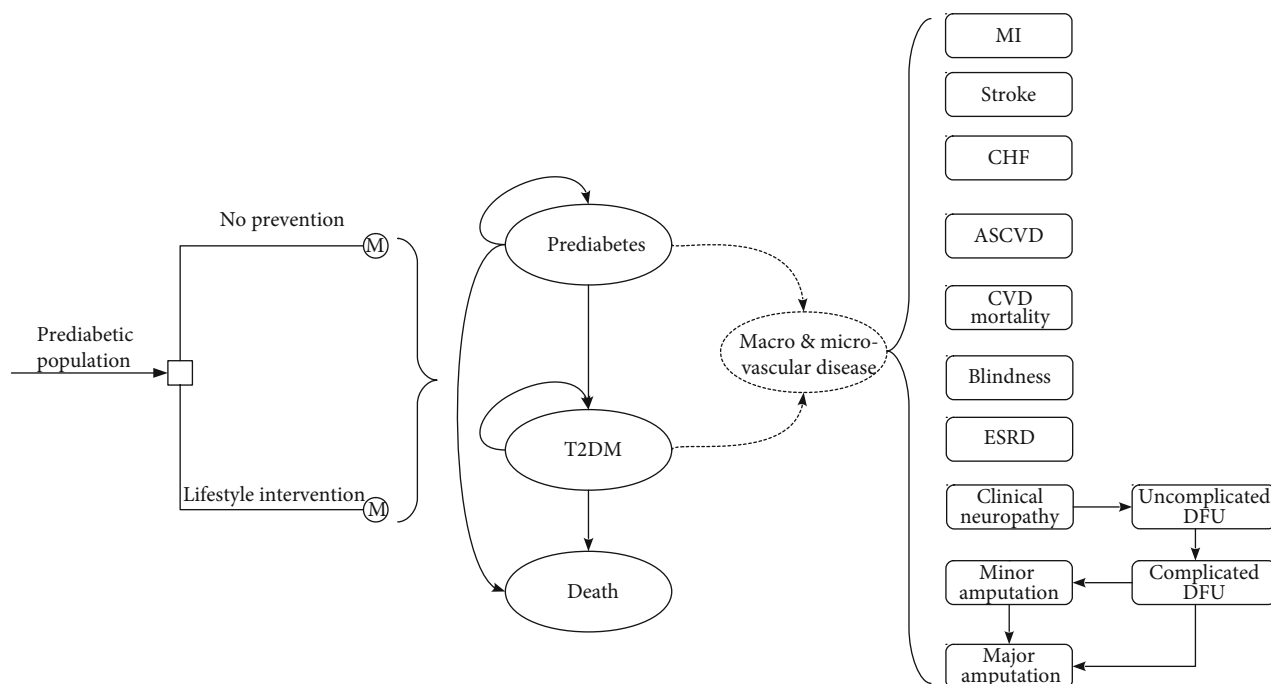 Prediabetic
population
No prevention
M
Lifestyle intervention
M
Prediabetes
T2DM
Death
Macro & micro-
vascular disease
MI
Stroke
CHF
ASCVD
CVD
mortality
Blindness
ESRD
Clinical
neuropathy
Uncomplicated
DFU
Minor
amputation
Complicated
DFU
Major
amputation